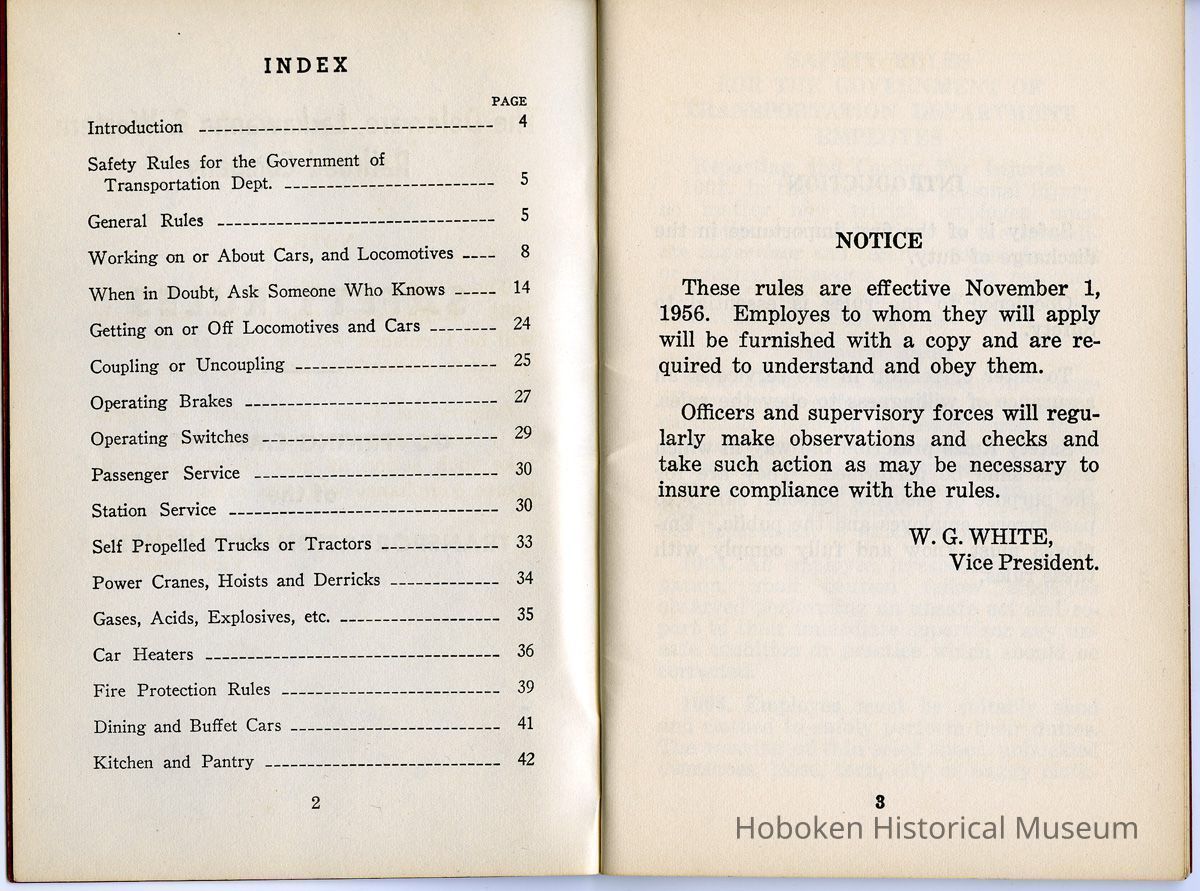 INDEX
PAGE
Introduction 4
Safety Rules for the Government of
Transportation Dept. 5
General Rules 5
Working on or About Cars, and Locomotives 8
When in Doubt, Ask Someone Who Knows 14
Getting on or Off Locomotives and Cars 24
Coupling or Uncoupling 25
Operating Brakes 27
Operating Switches 29
Passenger Service 30
Station Service 30
Self Propelled Trucks or Tractors 33
Power Cranes, Hoists and Derricks 34
Gases, Acids, Explosives, etc. 35
Car Heaters 36
Fire Protection Rules 39
Dining and Buffet Cars 41
Kitchen and Pantry 42
2
NOTICE
These rules are effective November 1,
1956. Employes to whom they will apply
will be furnished with a copy and are re-
quired to understand and obey them.
Officers and supervisory forces will regu-
larly make observations and checks and
take such action as may be necessary to
insure compliance with the rules.
W. G. WHITE,
Vice President.
3
Hoboken Historical Museum